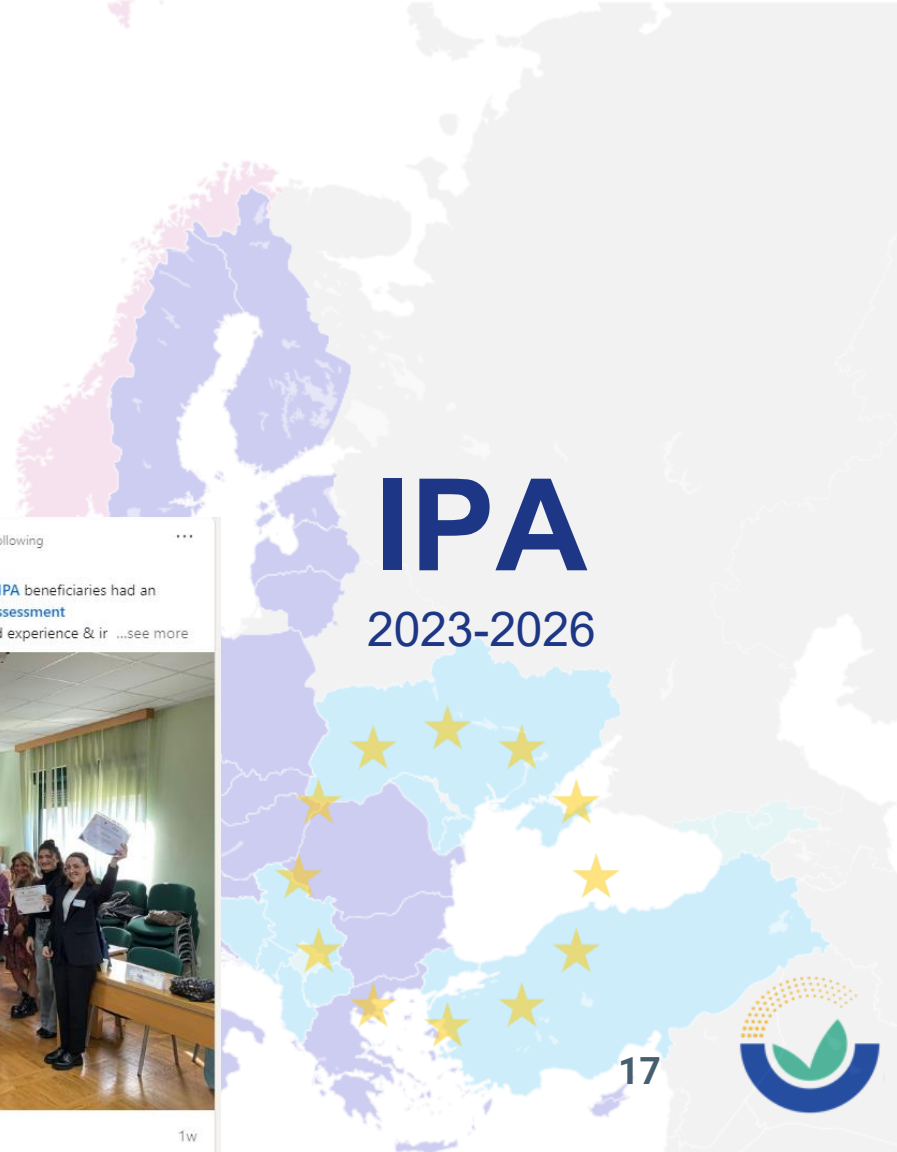 IPA
2023-2026
ollowing
...
IPA beneficiaries had an
ssessment
d experience & ir ...see more
1w
17